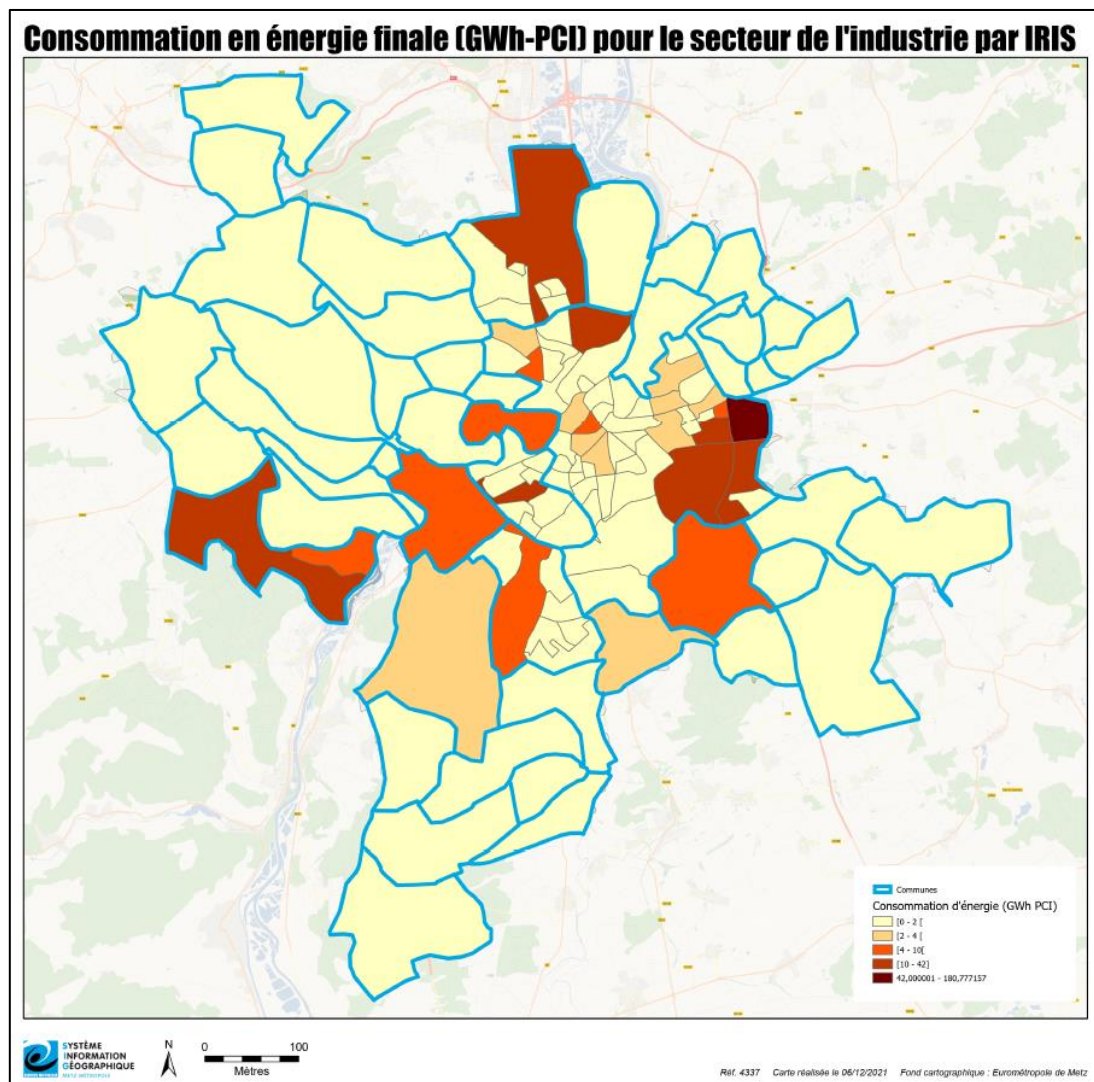 Consommation en énergie finale (GWh-PCI) pour le secteur de l'industrie par IRIS
Communes
Consommation d'énergie (GWh PCI)
[0 - 2 [
[2 - 4 [
[4 - 10[
[10 - 42]
42,000001 - 180,777157
SYSTÈME
INFORMATION
GÉOGRAPHIQUE
METZ MÉTROPOLE
N
0 100
Mètres
Réf. 4337 Carte réalisée le 06/12/2021 Fond cartographique : Eurométropole de Metz